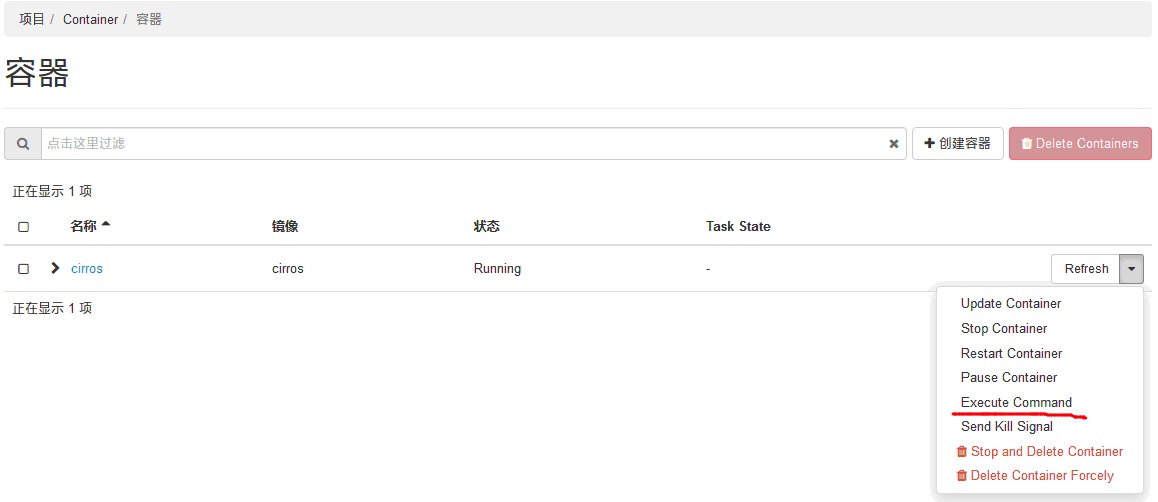 项目 / Container / 容器
容器
点击这里过滤
创建容器
Delete Containers
正在显示 1 项
名称 镜像 状态 Task State
cirros cirros Running - Refresh
正在显示 1 项
Update Container
Stop Container
Restart Container
Pause Container
Execute Command
Send Kill Signal
Stop and Delete Container
Delete Container Forcely